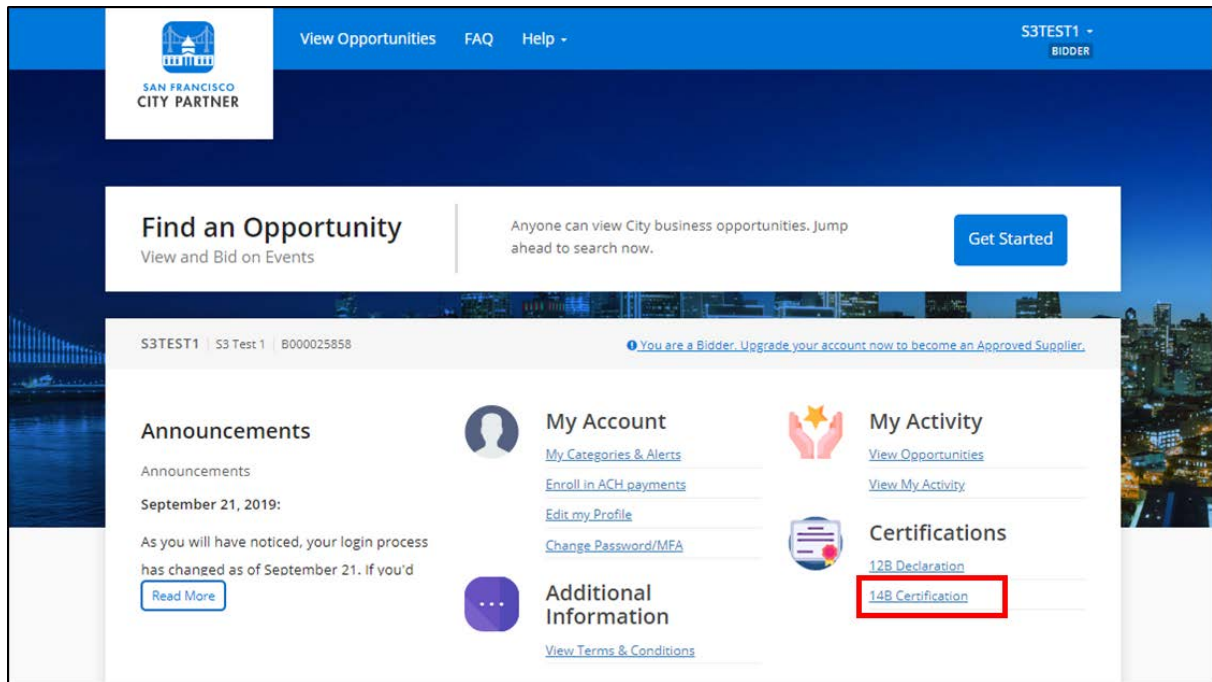 SAN FRANCISCO
CITY PARTNER
View Opportunities FAQ Help
S3TEST1
BIDDER
Find an Opportunity
View and Bid on Events
Anyone can view City business opportunities. Jump
ahead to search now.
Get Started
S3TEST1 S3 Test 1 B000025858
You are a Bidder. Upgrade your account now to become an Approved Supplier.
Announcements
Announcements
September 21, 2019:
As you will have noticed, your login process
has changed as of September 21. If you'd
Read More
My Account
My Categories & Alerts
Enroll in ACH payments
Edit my Profile
Change Password/MFA
Additional
Information
View Terms & Conditions
My Activity
View Opportunities
View My Activity
Certifications
12B Declaration
14B Certification